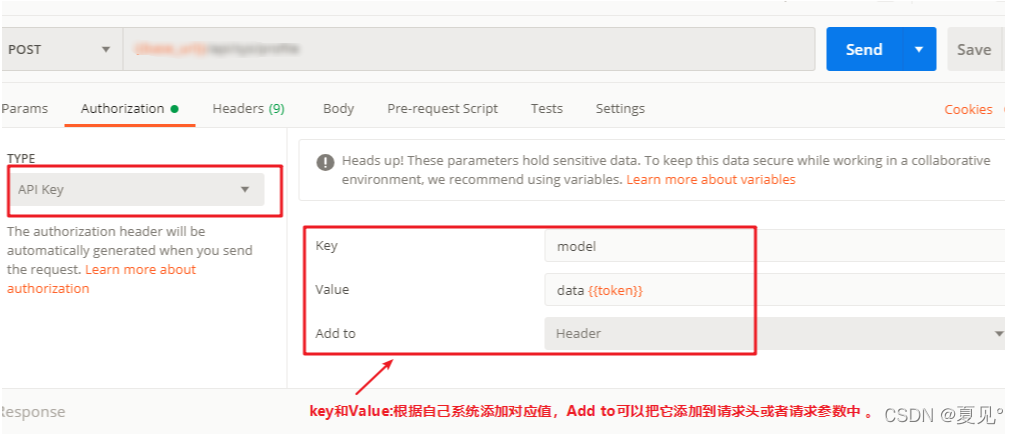 POST
Send
Save
Params
Authorization
Headers (9)
Body
Pre-request Script
Tests
Settings
Cookies
TYPE
API Key
The authorization header will be
automatically generated when you send
the request. Learn more about
authorization
Heads up! These parameters hold sensitive data. To keep this data secure while working in a collaborative
environment, we recommend using variables. Learn more about variables
Key
model
Value
data {{token}}
Add to
Header
key和Value:根据自己系统添加对应值，Add to可以把它添加到请求头或者请求参数中 。
Response
CSDN @夏见°